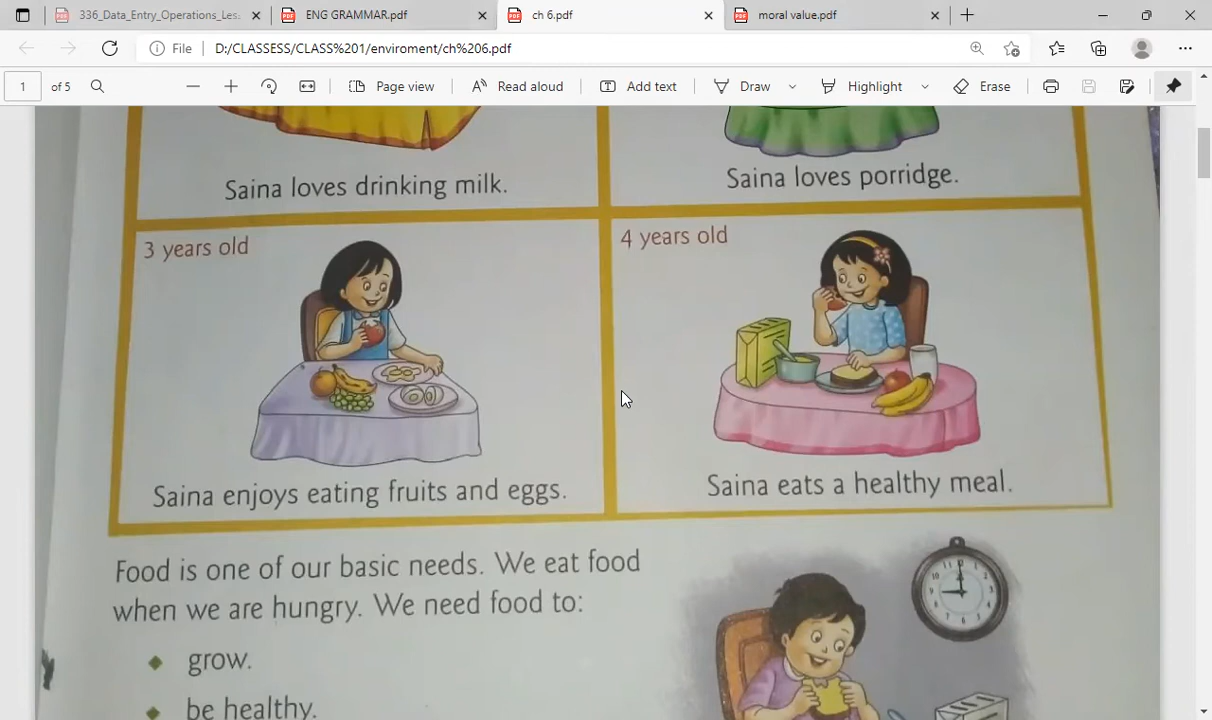 336_Data_Entry_Operations_Les
ENG GRAMMAR.pdf
ch 6.pdf
moral value.pdf
File
D:/CLASSESS/CLASS%201/enviroment/ch%206.pdf
1 of 5
Page view
Read aloud
Add text
Draw
Highlight
Erase
Saina loves drinking milk.
Saina loves porridge.
3 years old
4 years old
Saina enjoys eating fruits and eggs.
Saina eats a healthy meal.
Food is one of our basic needs. We eat food
when we are hungry. We need food to:
grow.
be healthy.